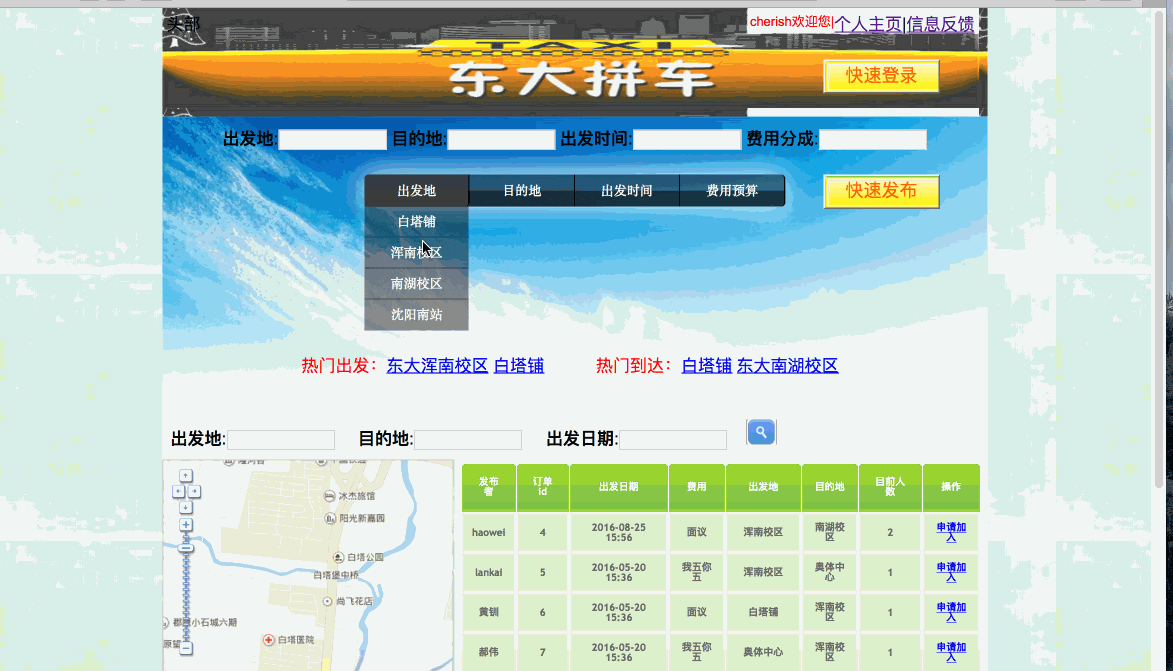 头部
cherish欢迎您|个人主页|信息反馈
TAXI
东大拼车
快速登录
出发地: 目的地: 出发时间: 费用分成:
出发地 目的地 出发时间 费用预算
快速发布
白塔铺
浑南校区
南湖校区
沈阳南站
热门出发： 东大浑南校区 白塔铺 热门到达： 白塔铺 东大南湖校区
出发地: 目的地: 出发日期:
冰杰旅馆
阳光新嘉园
白塔公园
白塔堡中桥
尚飞花店
小石城六期
原望
白塔医院
发布者 订单id 出发日期 费用 出发地 目的地 目前人数 操作
haowei 4 2016-08-25 15:56 面议 浑南校区 南湖校区 2 申请加入
lankai 5 2016-05-20 15:36 我五你五 浑南校区 奥体中心 1 申请加入
黄钏 6 2016-05-20 15:36 面议 白塔铺 浑南校区 1 申请加入
郝伟 7 2016-05-20 15:36 我五你五 奥体中心 浑南校区 1 申请加入